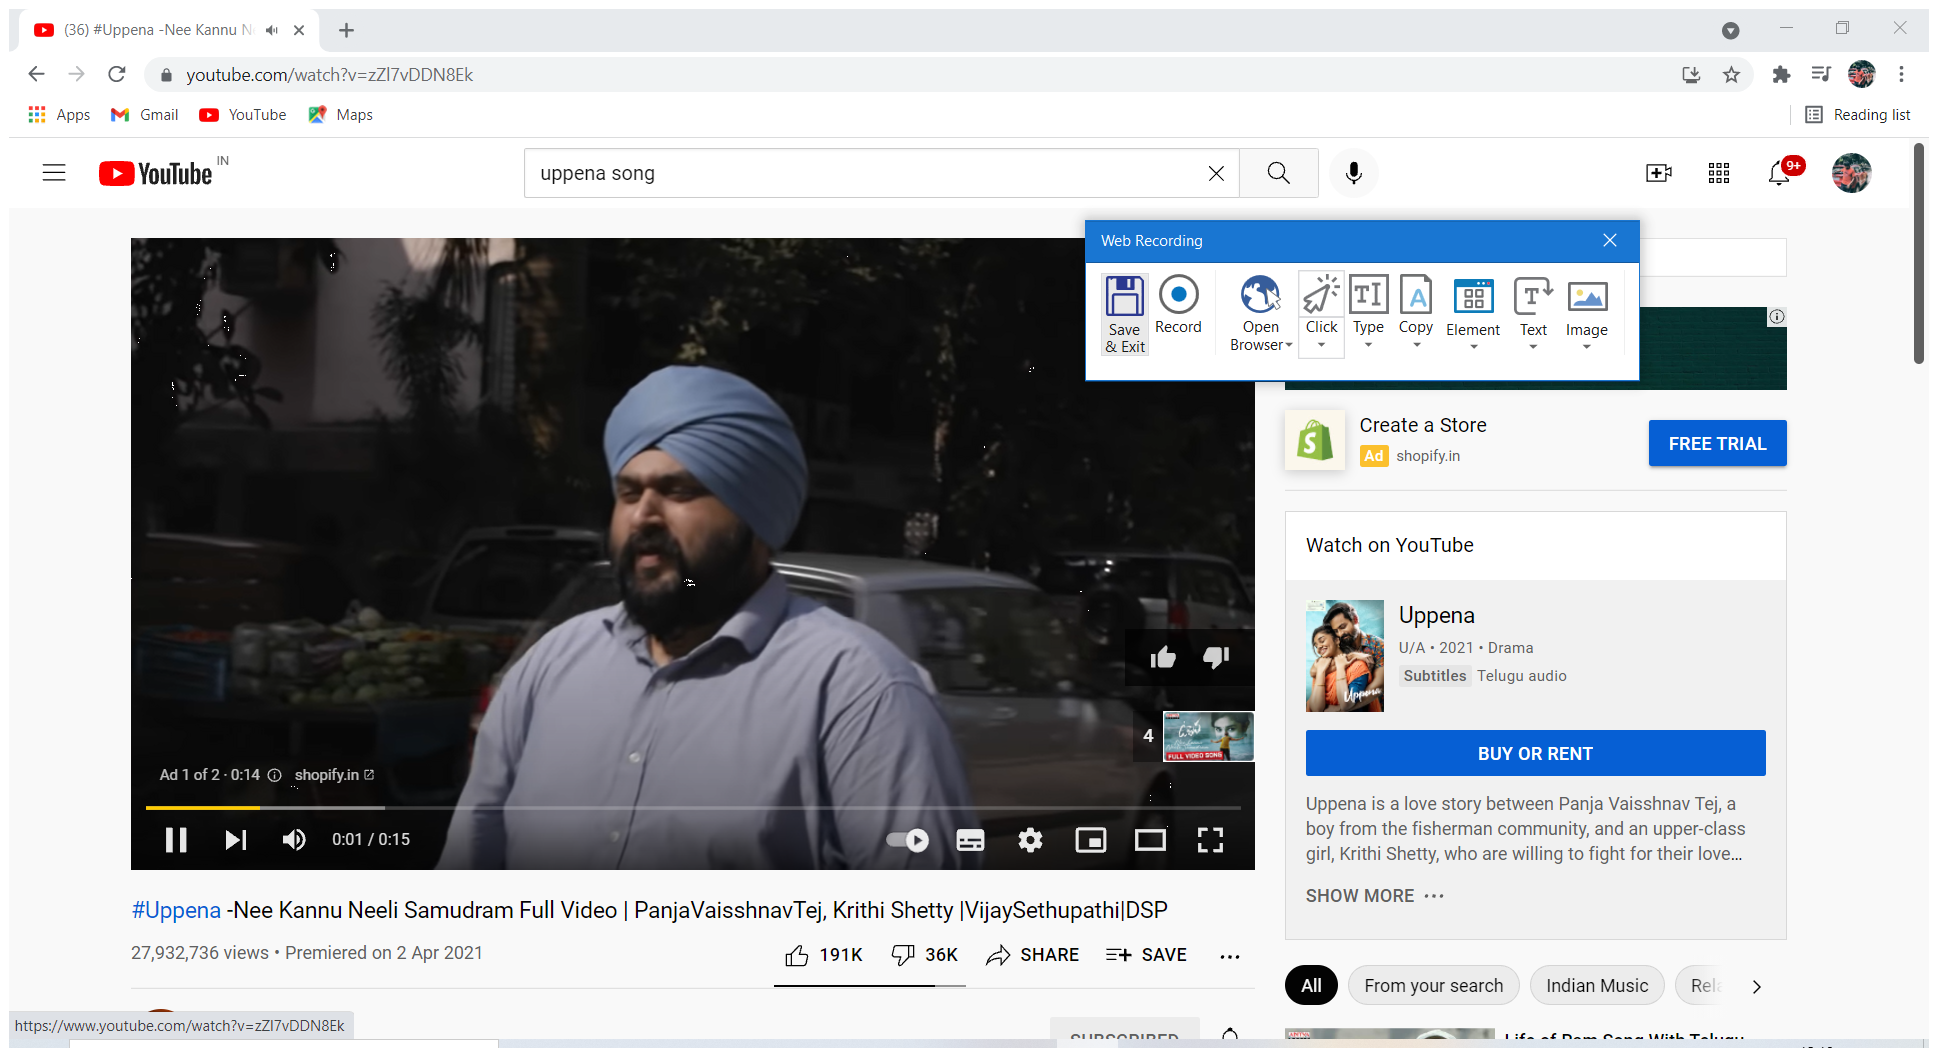 (36) #Uppena -Nee Kannu N
youtube.com/watch?v=zZl7vDDN8Ek
Apps
Gmail
YouTube
Maps
Reading list
YouTube IN
uppena song
9+
Web Recording
Save & Exit
Record
Open Browser
Click
Type
Copy
Element
Text
Image
Create a Store
Ad shopify.in
FREE TRIAL
Watch on YouTube
Uppena
U/A • 2021 • Drama
Subtitles Telugu audio
Uppena
BUY OR RENT
Uppena is a love story between Panja Vaisshnav Tej, a
boy from the fisherman community, and an upper-class
girl, Krithi Shetty, who are willing to fight for their love...
SHOW MORE
4
FULL VIDEO SONG
Ad 1 of 2 · 0:14 shopify.in
0:01 / 0:15
#Uppena -Nee Kannu Neeli Samudram Full Video | PanjaVaisshnavTej, Krithi Shetty |VijaySethupathi|DSP
27,932,736 views • Premiered on 2 Apr 2021
191K
36K
SHARE
SAVE
All
From your search
Indian Music
Rela
https://www.youtube.com/watch?v=zZl7vDDN8Ek
SUBSCRIBED
Life of Ram Song With Telugu